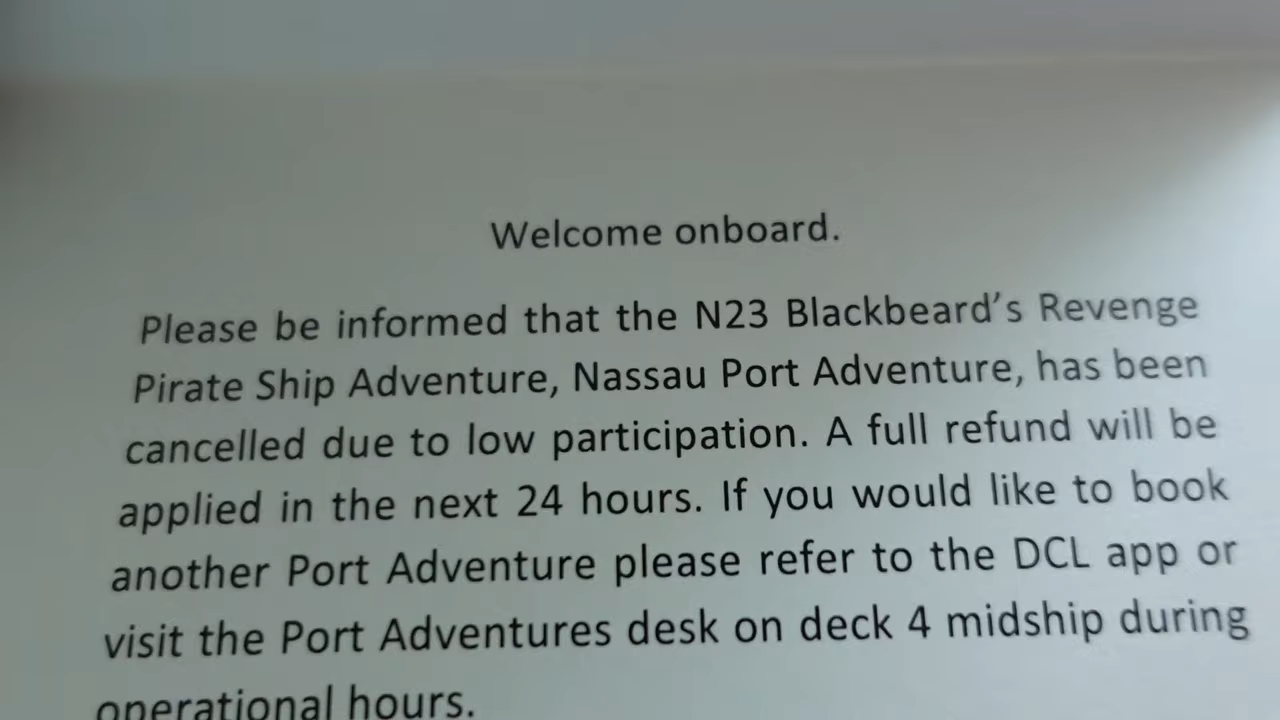 Welcome onboard.
Please be informed that the N23 Blackbeard’s Revenge
Pirate Ship Adventure, Nassau Port Adventure, has been
cancelled due to low participation. A full refund will be
applied in the next 24 hours. If you would like to book
another Port Adventure please refer to the DCL app or
visit the Port Adventures desk on deck 4 midship during
operational hours.